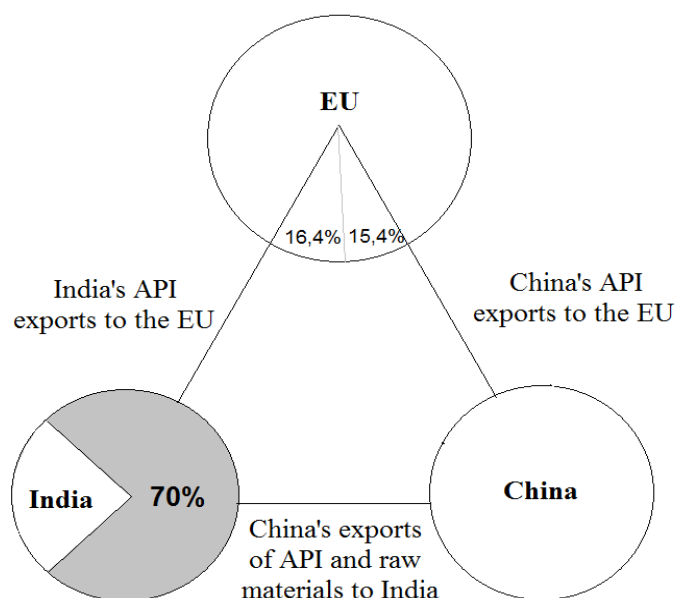 EU
16,4%
15,4%
India's API
exports to the EU
China's API
exports to the EU
India
70%
China
China's exports
of API and raw
materials to India